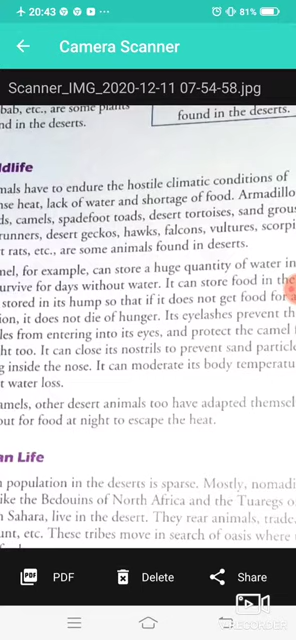 20:43
81%
Camera Scanner
Scanner_IMG_2020-12-11 07-54-58.jpg
bab, etc., are some plants
nd in the deserts.
found in the deserts.
ldlife
mals have to endure the hostile climatic conditions of
nse heat, lack of water and shortage of food. Armadillo
ds, camels, spadefoot toads, desert tortoises, sand grous
runners, desert geckos, hawks, falcons, vultures, scorpi
t rats, etc., are some animals found in deserts.
mel, for example, can store a huge quantity of water in
urvive for days without water. It can store food in the
stored in its hump so that if it does not get food for
ion, it does not die of hunger. Its eyelashes prevent th
les from entering into its eyes, and protect the camel f
ht too. It can close its nostrils to prevent sand particle
g inside the nose. It can moderate its body temperatu
t water loss.
amels, other desert animals too have adapted themsel
out for food at night to escape the heat.
an Life
n population in the deserts is sparse. Mostly, nomadi
ike the Bedouins of North Africa and the Tuaregs o
n Sahara, live in the desert. They rear animals, trade,
unt, etc. These tribes move in search of oasis where t
PDF
PDF
Delete
Share
RECORDER